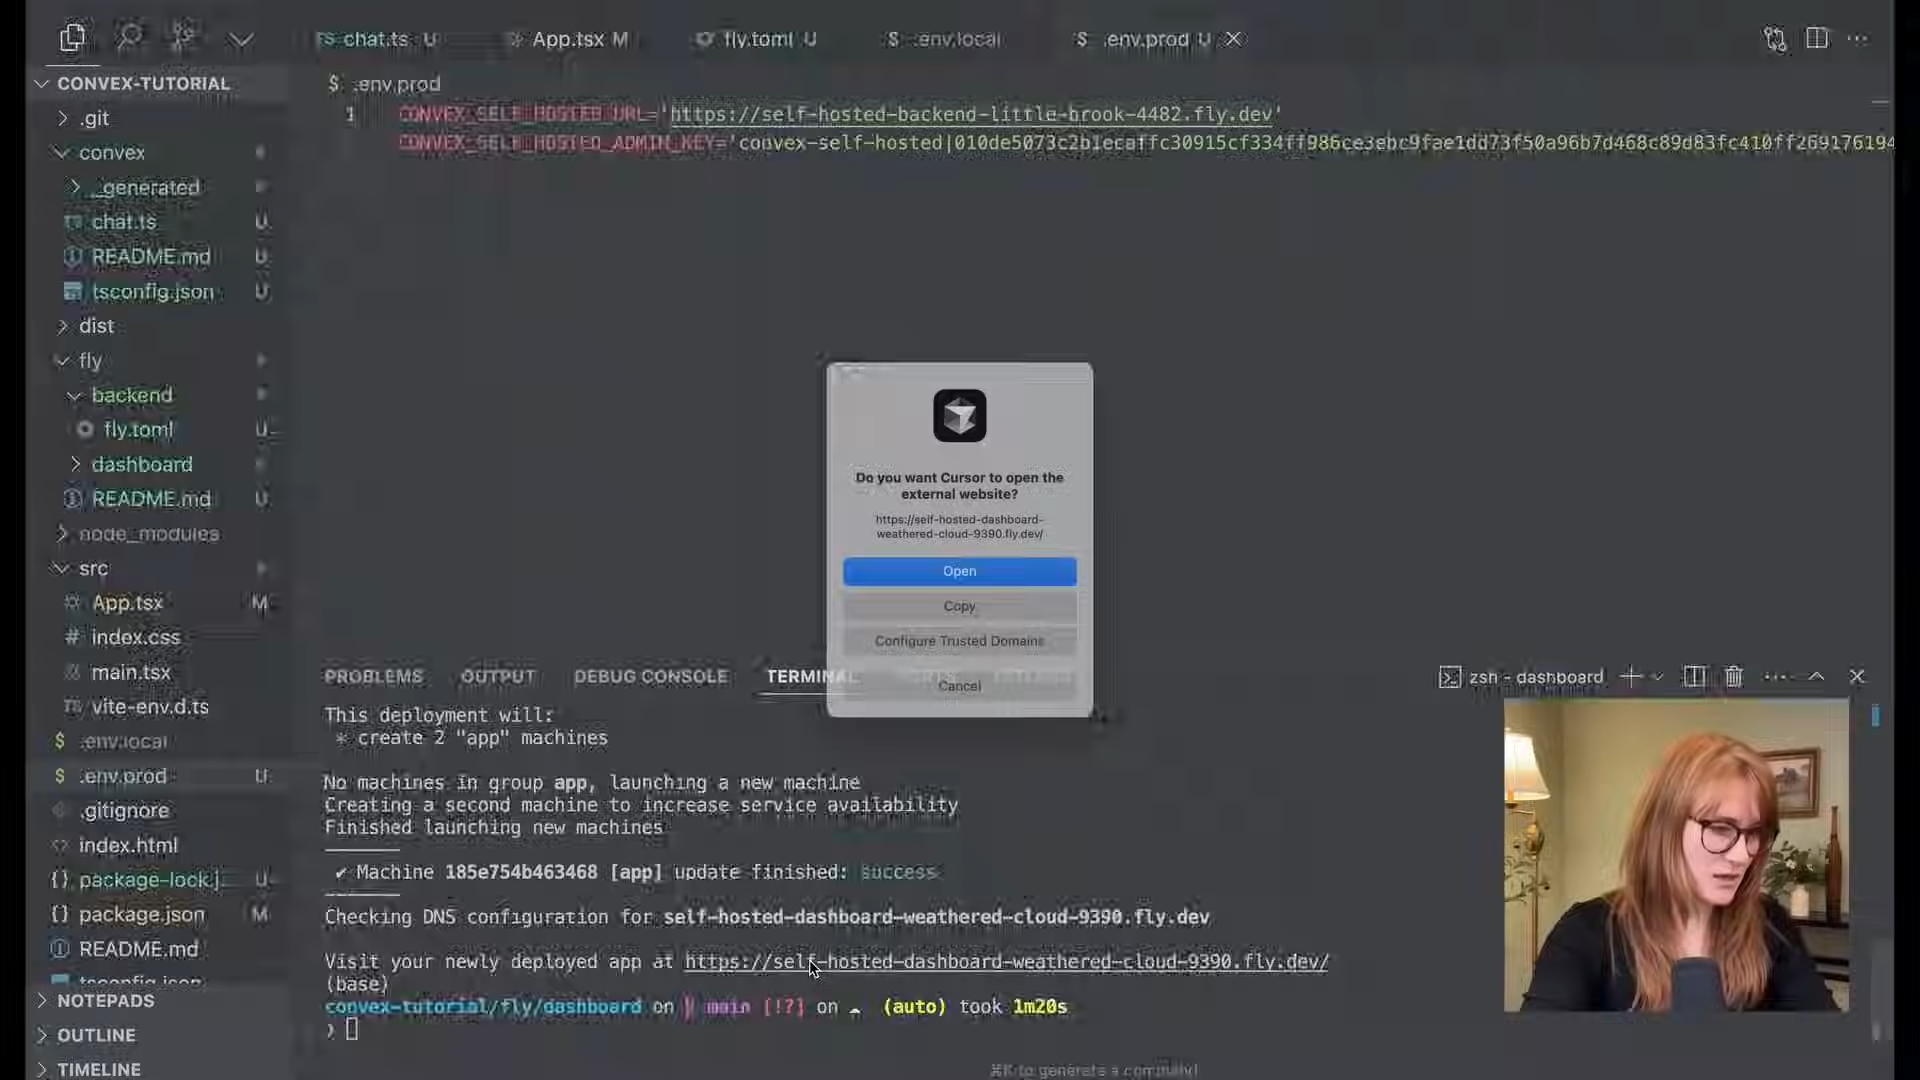 chat.ts U
App.tsx M
fly.toml U
$ .env.local
$ .env.prod U
CONVEX-TUTORIAL
.git
convex
_generated
chat.ts U
README.md U
tsconfig.json U
dist
fly
backend
fly.toml U
dashboard
README.md U
node_modules
src
App.tsx M
# index.css
main.tsx
TS vite-env.d.ts
$ .env.local
$ .env.prod U
.gitignore
<> index.html
{} package-lock.j... U
{} package.json M
README.md
tsconfig.json
NOTEPADS
OUTLINE
TIMELINE
$ .env.prod
1 CONVEX_SELF_HOSTED_URL='https://self-hosted-backend-little-brook-4482.fly.dev'
CONVEX_SELF_HOSTED_ADMIN_KEY='convex-self-hosted|010de5073c2b1ecaffc30915cf334ff986ce3ebc9fae1dd73f50a96b7d468c89d83fc410ff269176194
Do you want Cursor to open the
external website?
https://self-hosted-dashboard-
weathered-cloud-9390.fly.dev/
Open
Copy
Configure Trusted Domains
Cancel
PROBLEMS OUTPUT DEBUG CONSOLE TERMINAL
zsh - dashboard
This deployment will:
* create 2 "app" machines
No machines in group app, launching a new machine
Creating a second machine to increase service availability
Finished launching new machines
✔ Machine 185e754b463468 [app] update finished: success
Checking DNS configuration for self-hosted-dashboard-weathered-cloud-9390.fly.dev
Visit your newly deployed app at https://self-hosted-dashboard-weathered-cloud-9390.fly.dev/
(base)
convex-tutorial/fly/dashboard on main [!?] on (auto) took 1m20s
⌘K to generate a command